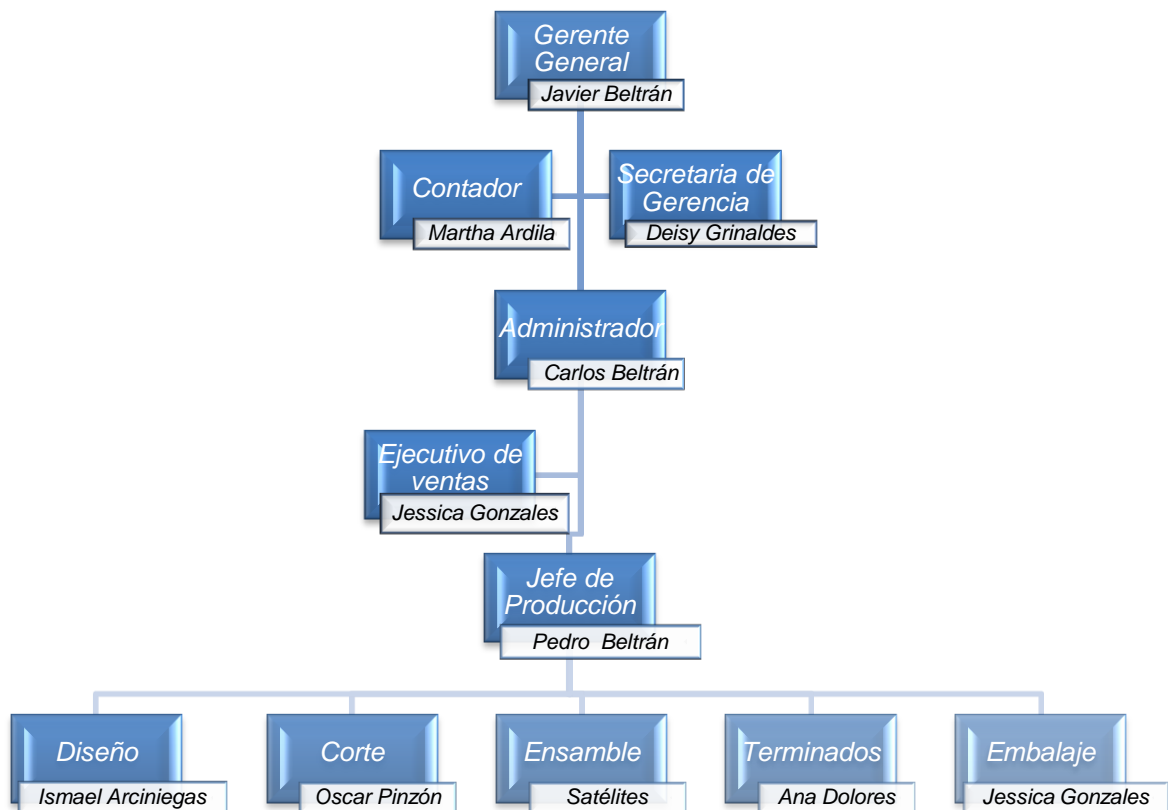 Gerente
General
Javier Beltrán
Contador
Martha Ardila
Secretaria de
Gerencia
Deisy Grinaldes
Administrador
Carlos Beltrán
Ejecutivo de
ventas
Jessica Gonzales
Jefe de
Producción
Pedro Beltrán
Diseño
Ismael Arciniegas
Corte
Oscar Pinzón
Ensamble
Satélites
Terminados
Ana Dolores
Embalaje
Jessica Gonzales